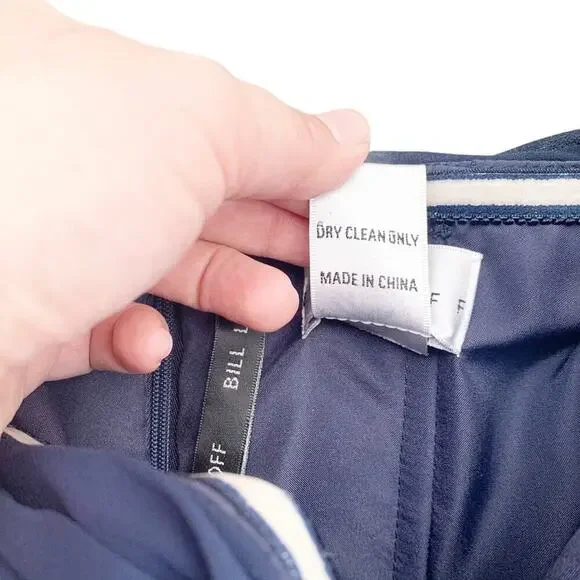 DRY CLEAN ONLY
MADE IN CHINA
F F
BILL
OFF